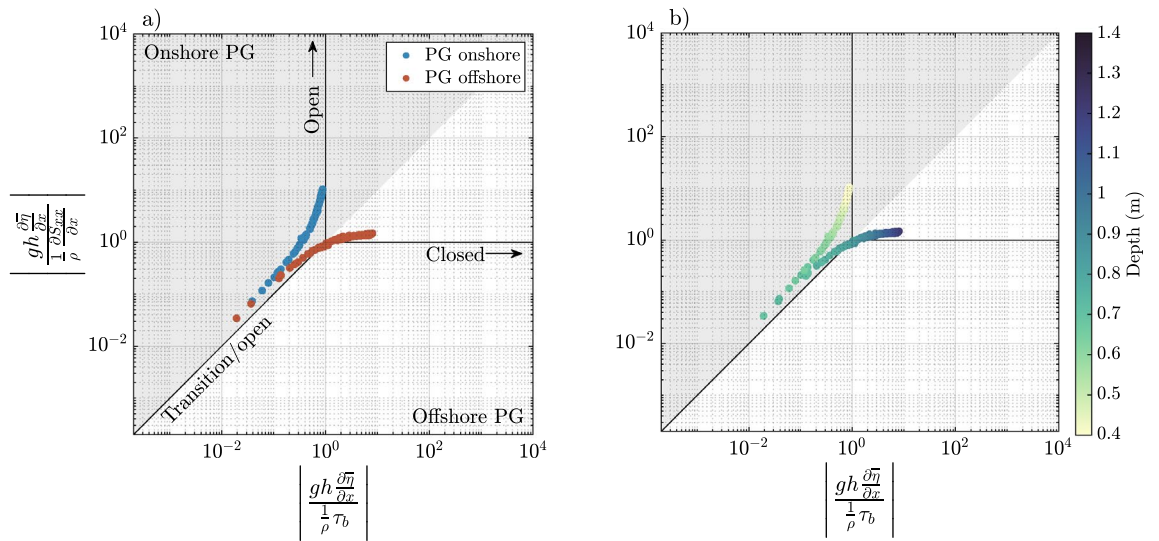 a)
b)
10^4
10^2
10^0
10^{-2}
Onshore PG
Open
PG onshore
PG offshore
Closed
Transition/open
Offshore PG
10^{-2}
10^0
10^2
10^4
|gh ∂η̅/∂x / (1/ρ ∂S_{xx}/∂x)|
|gh ∂η̅/∂x / (1/ρ τ_b)|
10^4
10^2
10^0
10^{-2}
10^{-2}
10^0
10^2
10^4
|gh ∂η̅/∂x / (1/ρ τ_b)|
1.4
1.3
1.2
1.1
1
0.9
0.8
0.7
0.6
0.5
0.4
Depth (m)